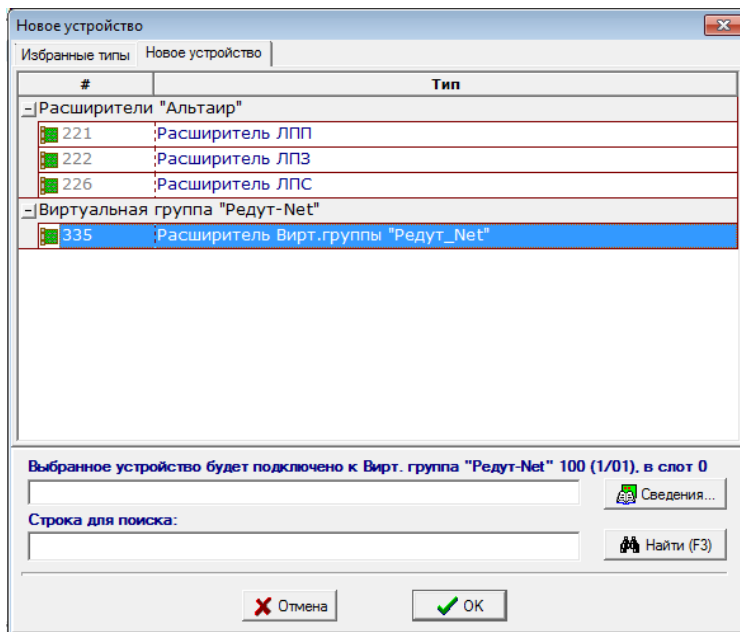 Новое устройство
Избранные типы Новое устройство
# Тип
Расширители "Альтаир"
221 Расширитель ЛПП
222 Расширитель ЛПЗ
226 Расширитель ЛПС
Виртуальная группа "Редут-Net"
335 Расширитель Вирт.группы "Редут_Net"
Выбранное устройство будет подключено к Вирт. группа "Редут-Net" 100 (1/01), в слот 0
Сведения...
Строка для поиска:
Найти (F3)
Отмена OK